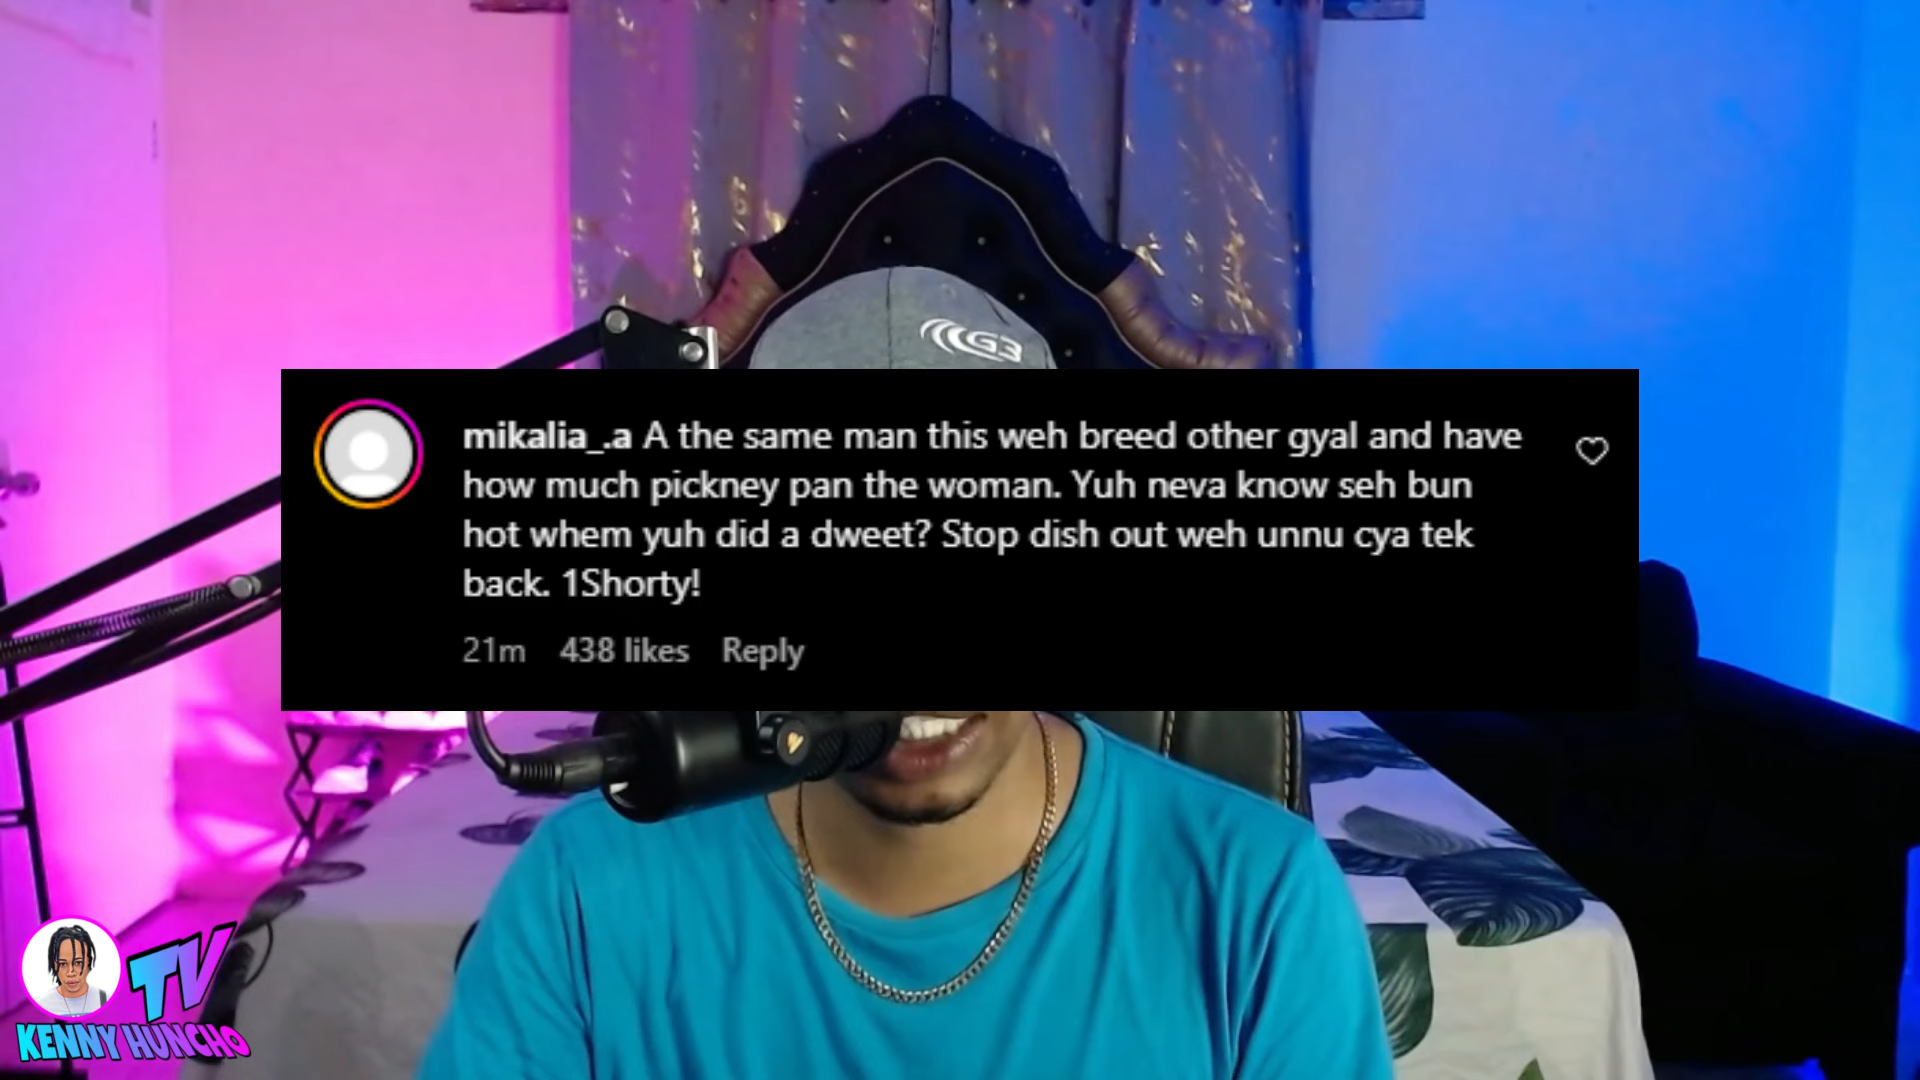 G3
mikalia_.a A the same man this weh breed other gyal and have
how much pickney pan the woman. Yuh neva know seh bun
hot whem yuh did a dweet? Stop dish out weh unnu cya tek
back. 1Shorty!
21m 438 likes Reply
TV
KENNY HUNCHO